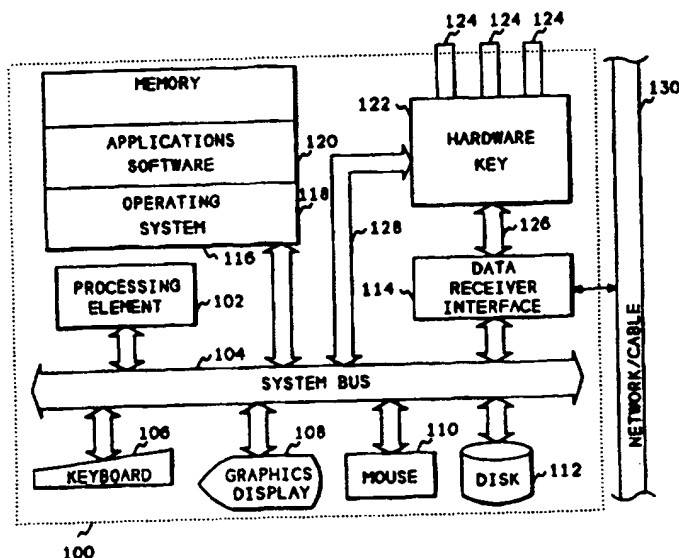 124 124 124
MEMORY
122
HARDWARE
KEY
130
APPLICATIONS
SOFTWARE
120
OPERATING
SYSTEM
118
116
128
126
PROCESSING
ELEMENT
102
114
DATA
RECEIVER
INTERFACE
104
SYSTEM BUS
NETWORK/CABLE
106
KEYBOARD
108
GRAPHICS
DISPLAY
110
MOUSE
DISK
112
100